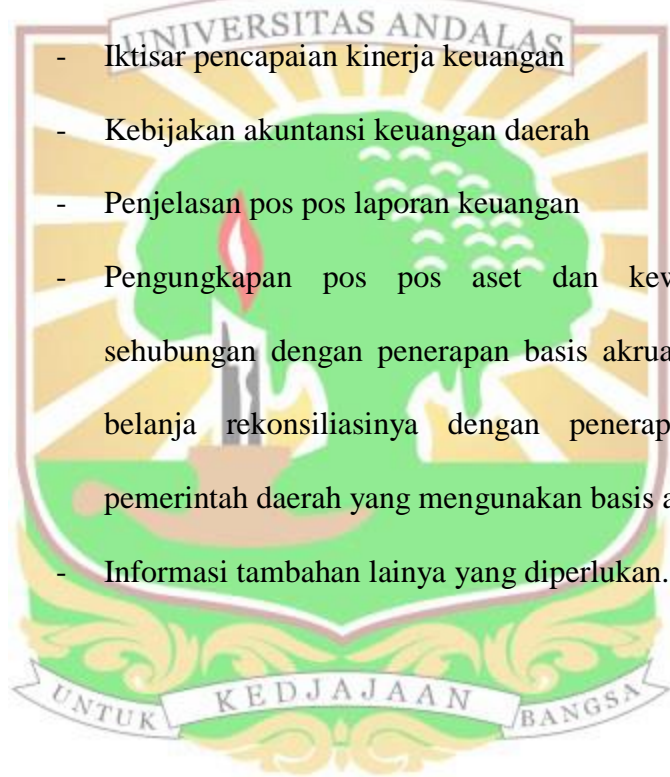 UNIVERSITAS ANDALAS
- Iktisar pencapaian kinerja keuangan
- Kebijakan akuntansi keuangan daerah
- Penjelasan pos pos laporan keuangan
- Pengungkapan pos pos aset dan
sehubungan dengan penerapan basis
belanja rekonsiliasinya dengan
pemerintah daerah yang mengunakan basis
- Informasi tambahan lainya yang diperlukan.
UNTUK KEDJAJAAN BANGSA